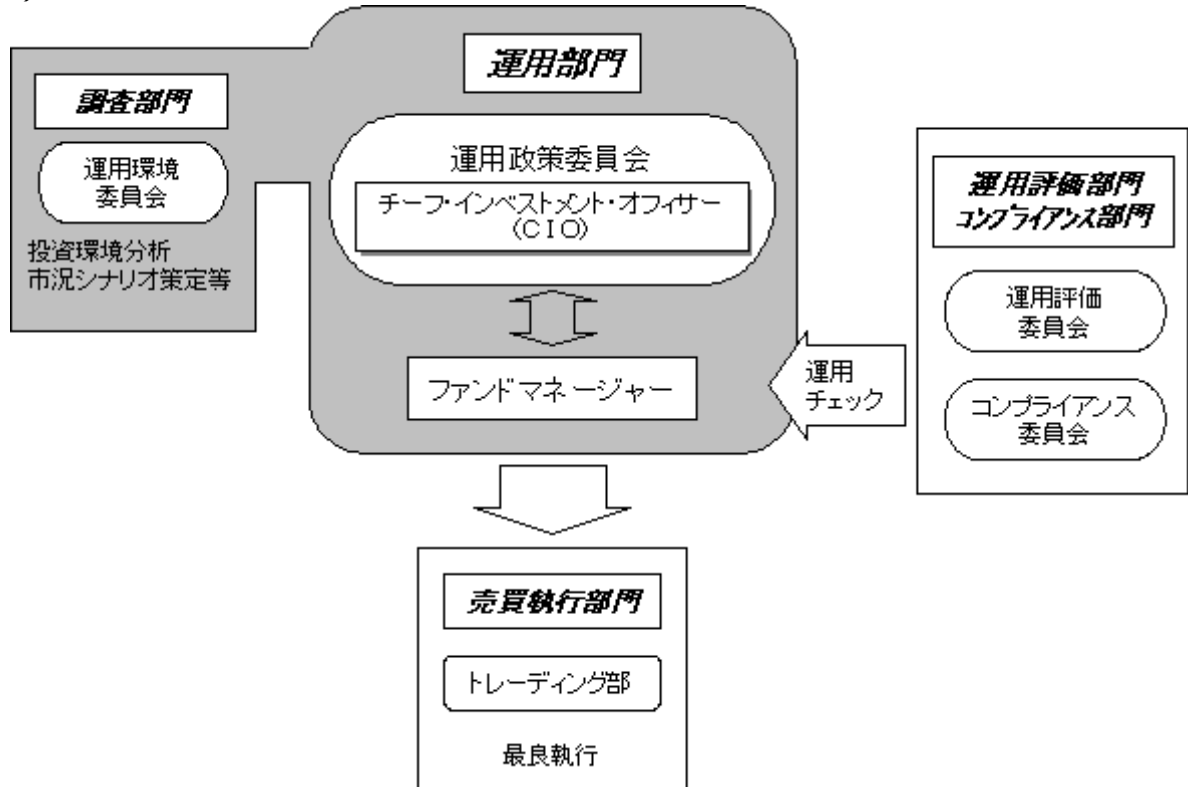 調査部門
運用環境
委員会
投資環境分析
市況シナリオ策定等
運用部門
運用政策委員会
チーフ・インベストメント・オフィサー
(CIO)
ファンドマネージャー
運用
チェック
運用評価部門
コンプライアンス部門
運用評価
委員会
コンプライアンス
委員会
売買執行部門
トレーディング部
最良執行